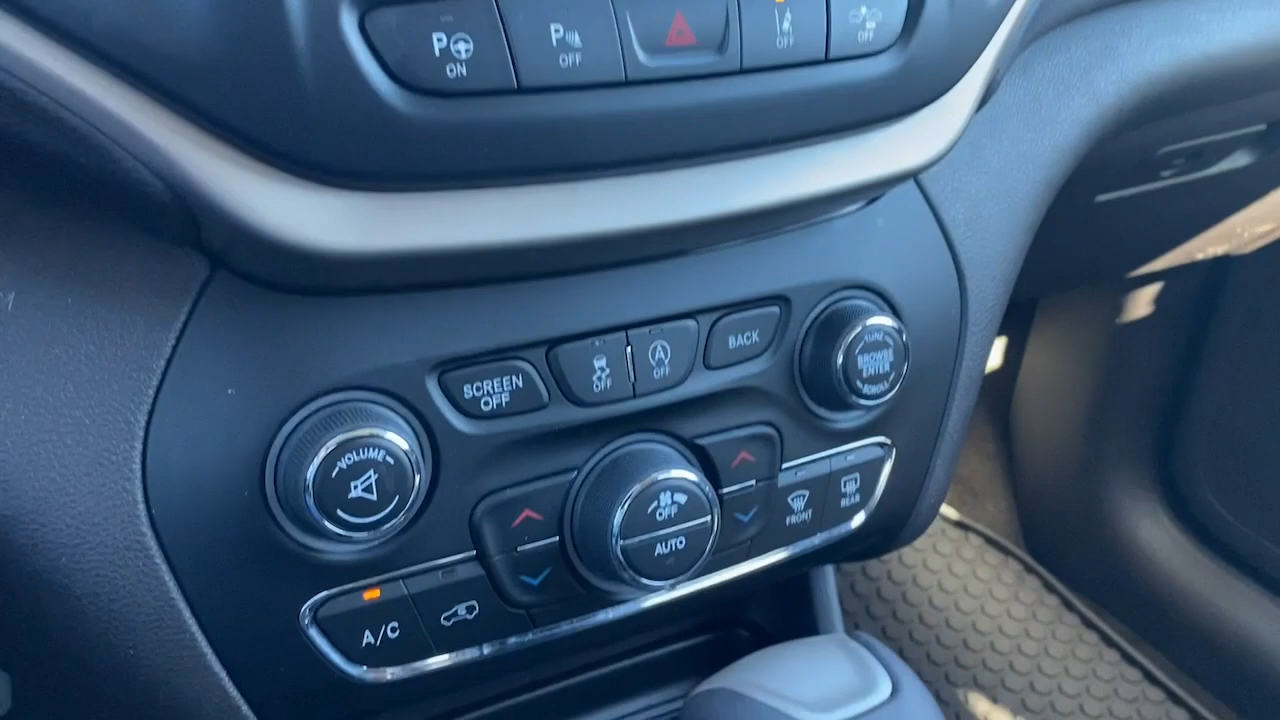 P
ON
P
OFF
OFF
OFF
SCREEN
OFF
OFF
A
OFF
BACK
TUNE
BROWSE
ENTER
SCROLL
VOLUME
OFF
AUTO
FRONT
REAR
A/C